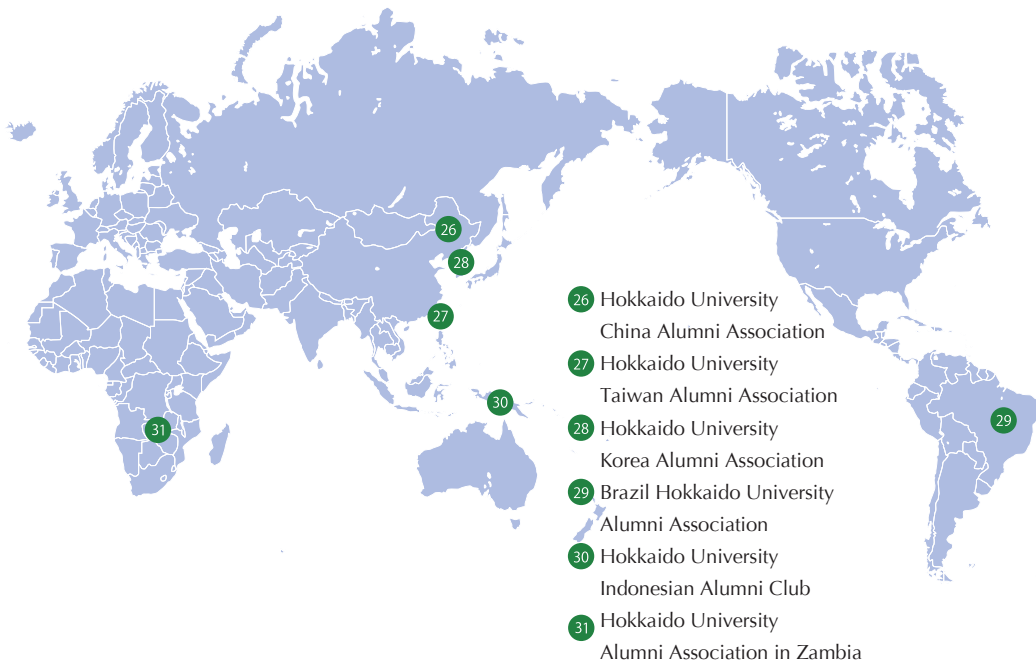 26
28
27
30
31
29
26 Hokkaido University
China Alumni Association
27 Hokkaido University
Taiwan Alumni Association
28 Hokkaido University
Korea Alumni Association
29 Brazil Hokkaido University
Alumni Association
30 Hokkaido University
Indonesian Alumni Club
31 Hokkaido University
Alumni Association in Zambia